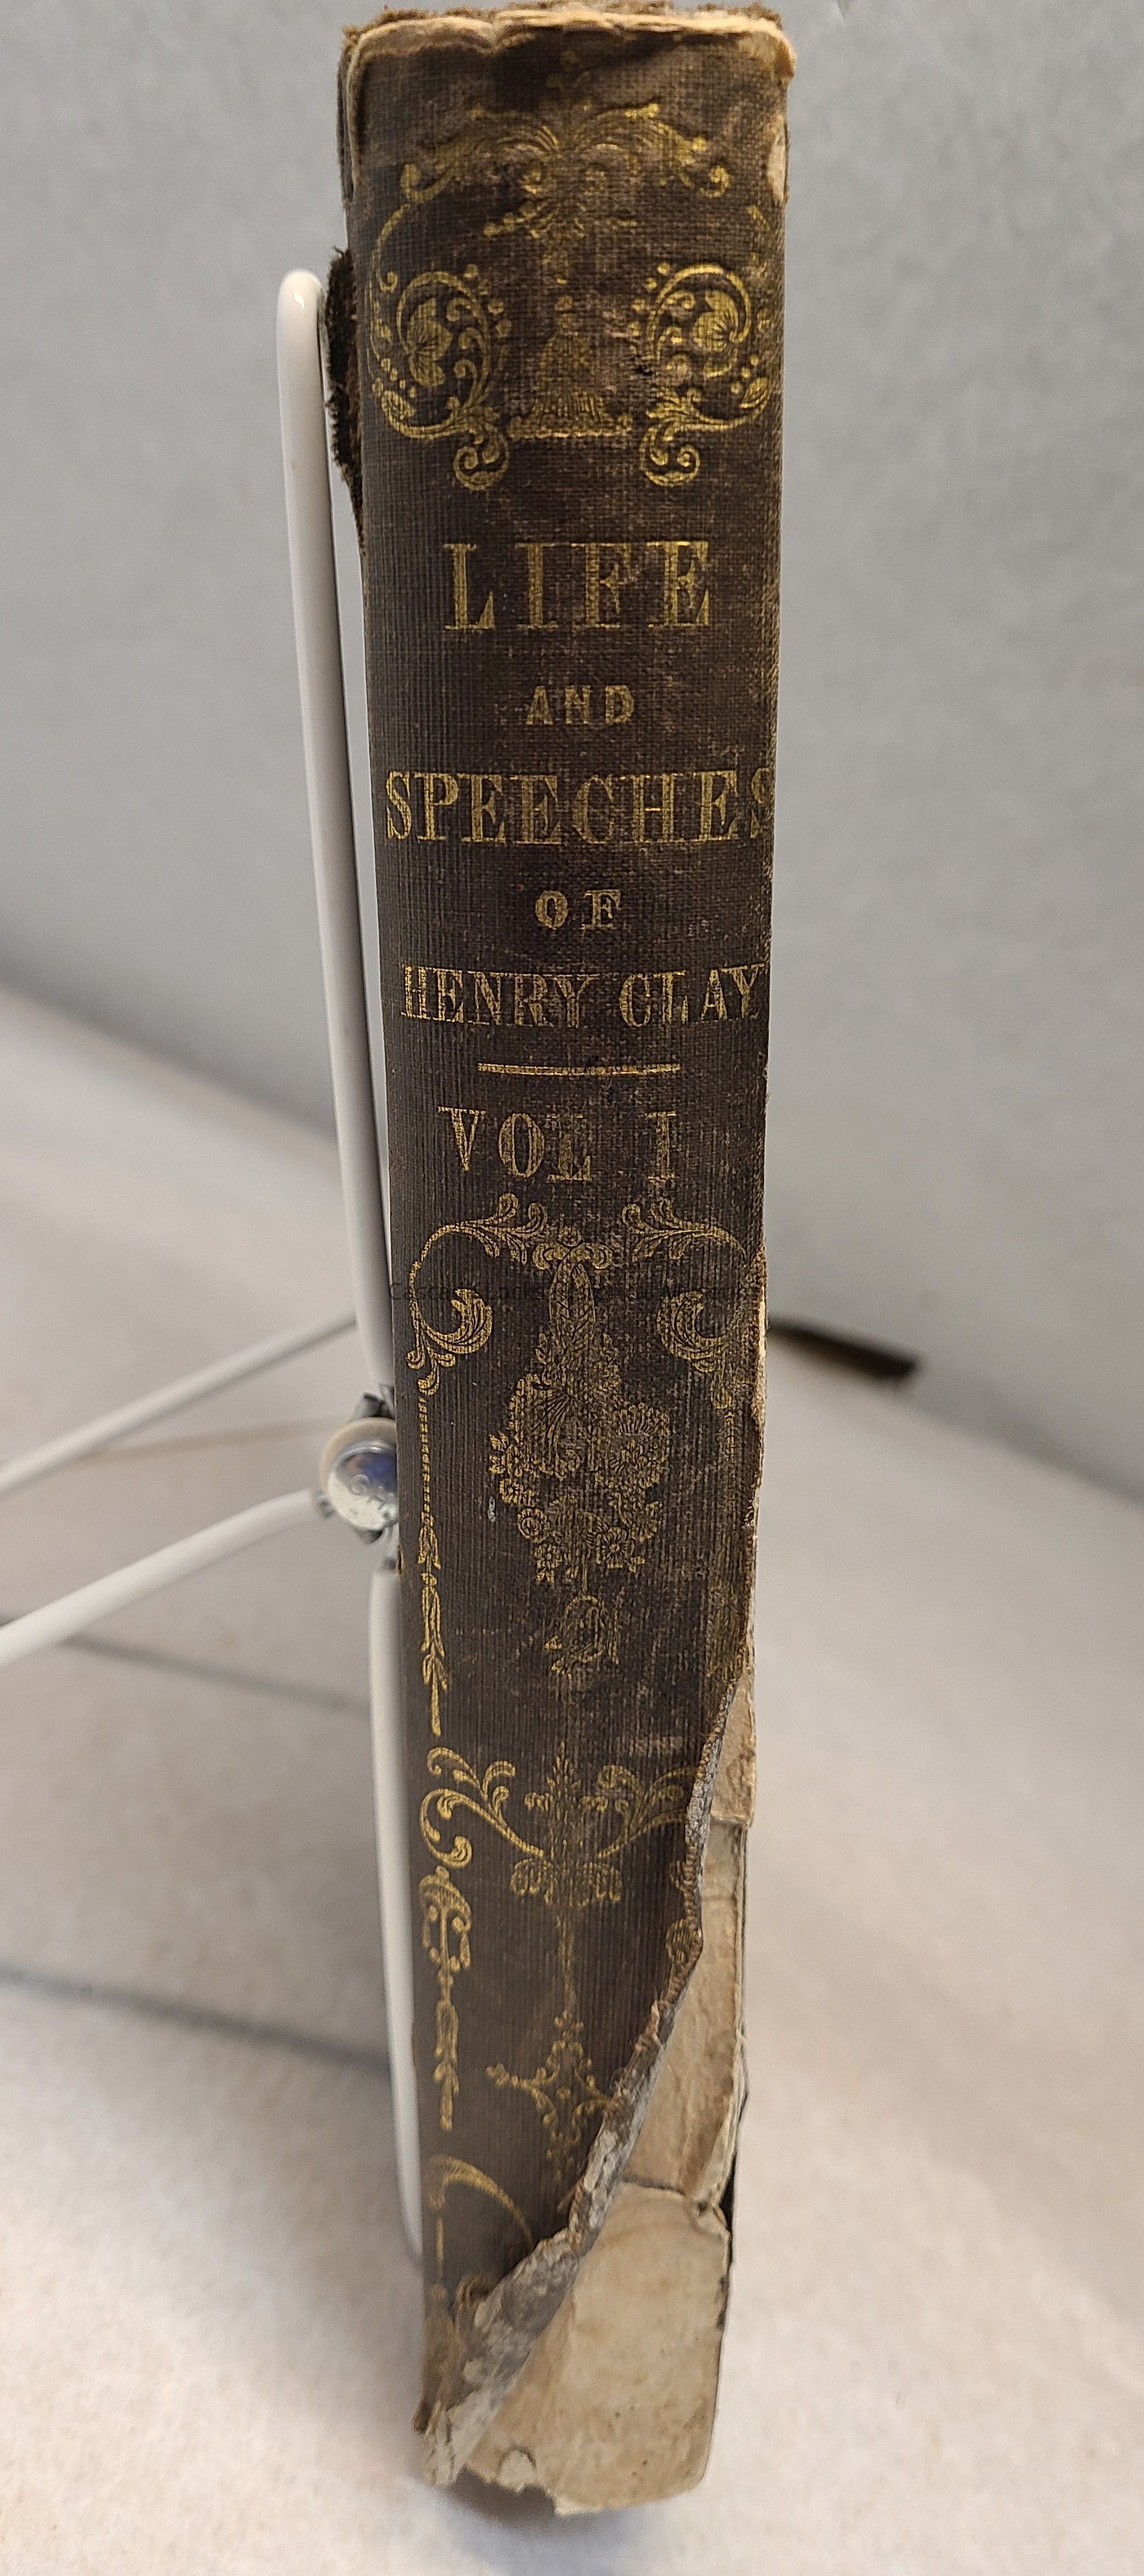 LIFE
AND
SPEECHES
OF
HENRY CLAY
VOL I